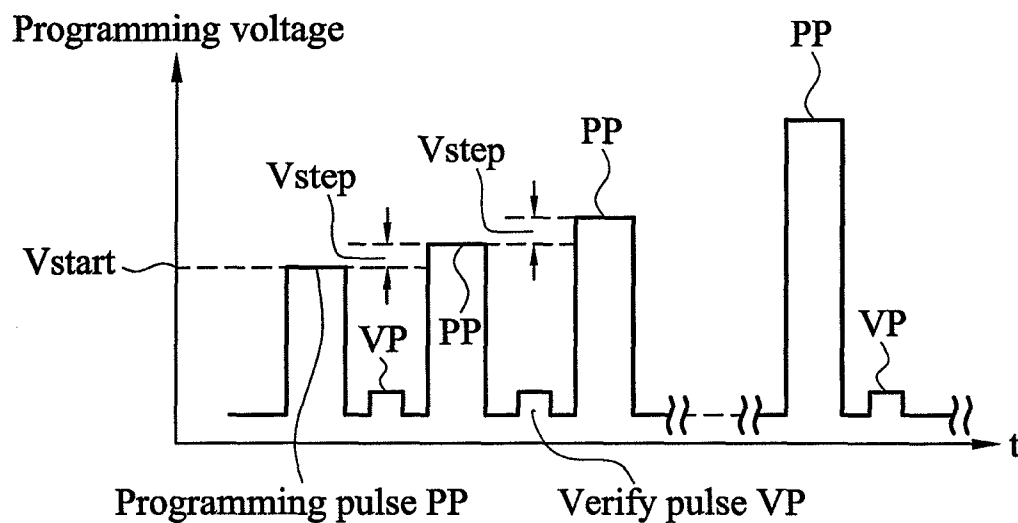 Programming voltage
PP
Vstep
PP
Vstep
Vstart
VP
PP
VP
t
Programming pulse PP
Verify pulse VP